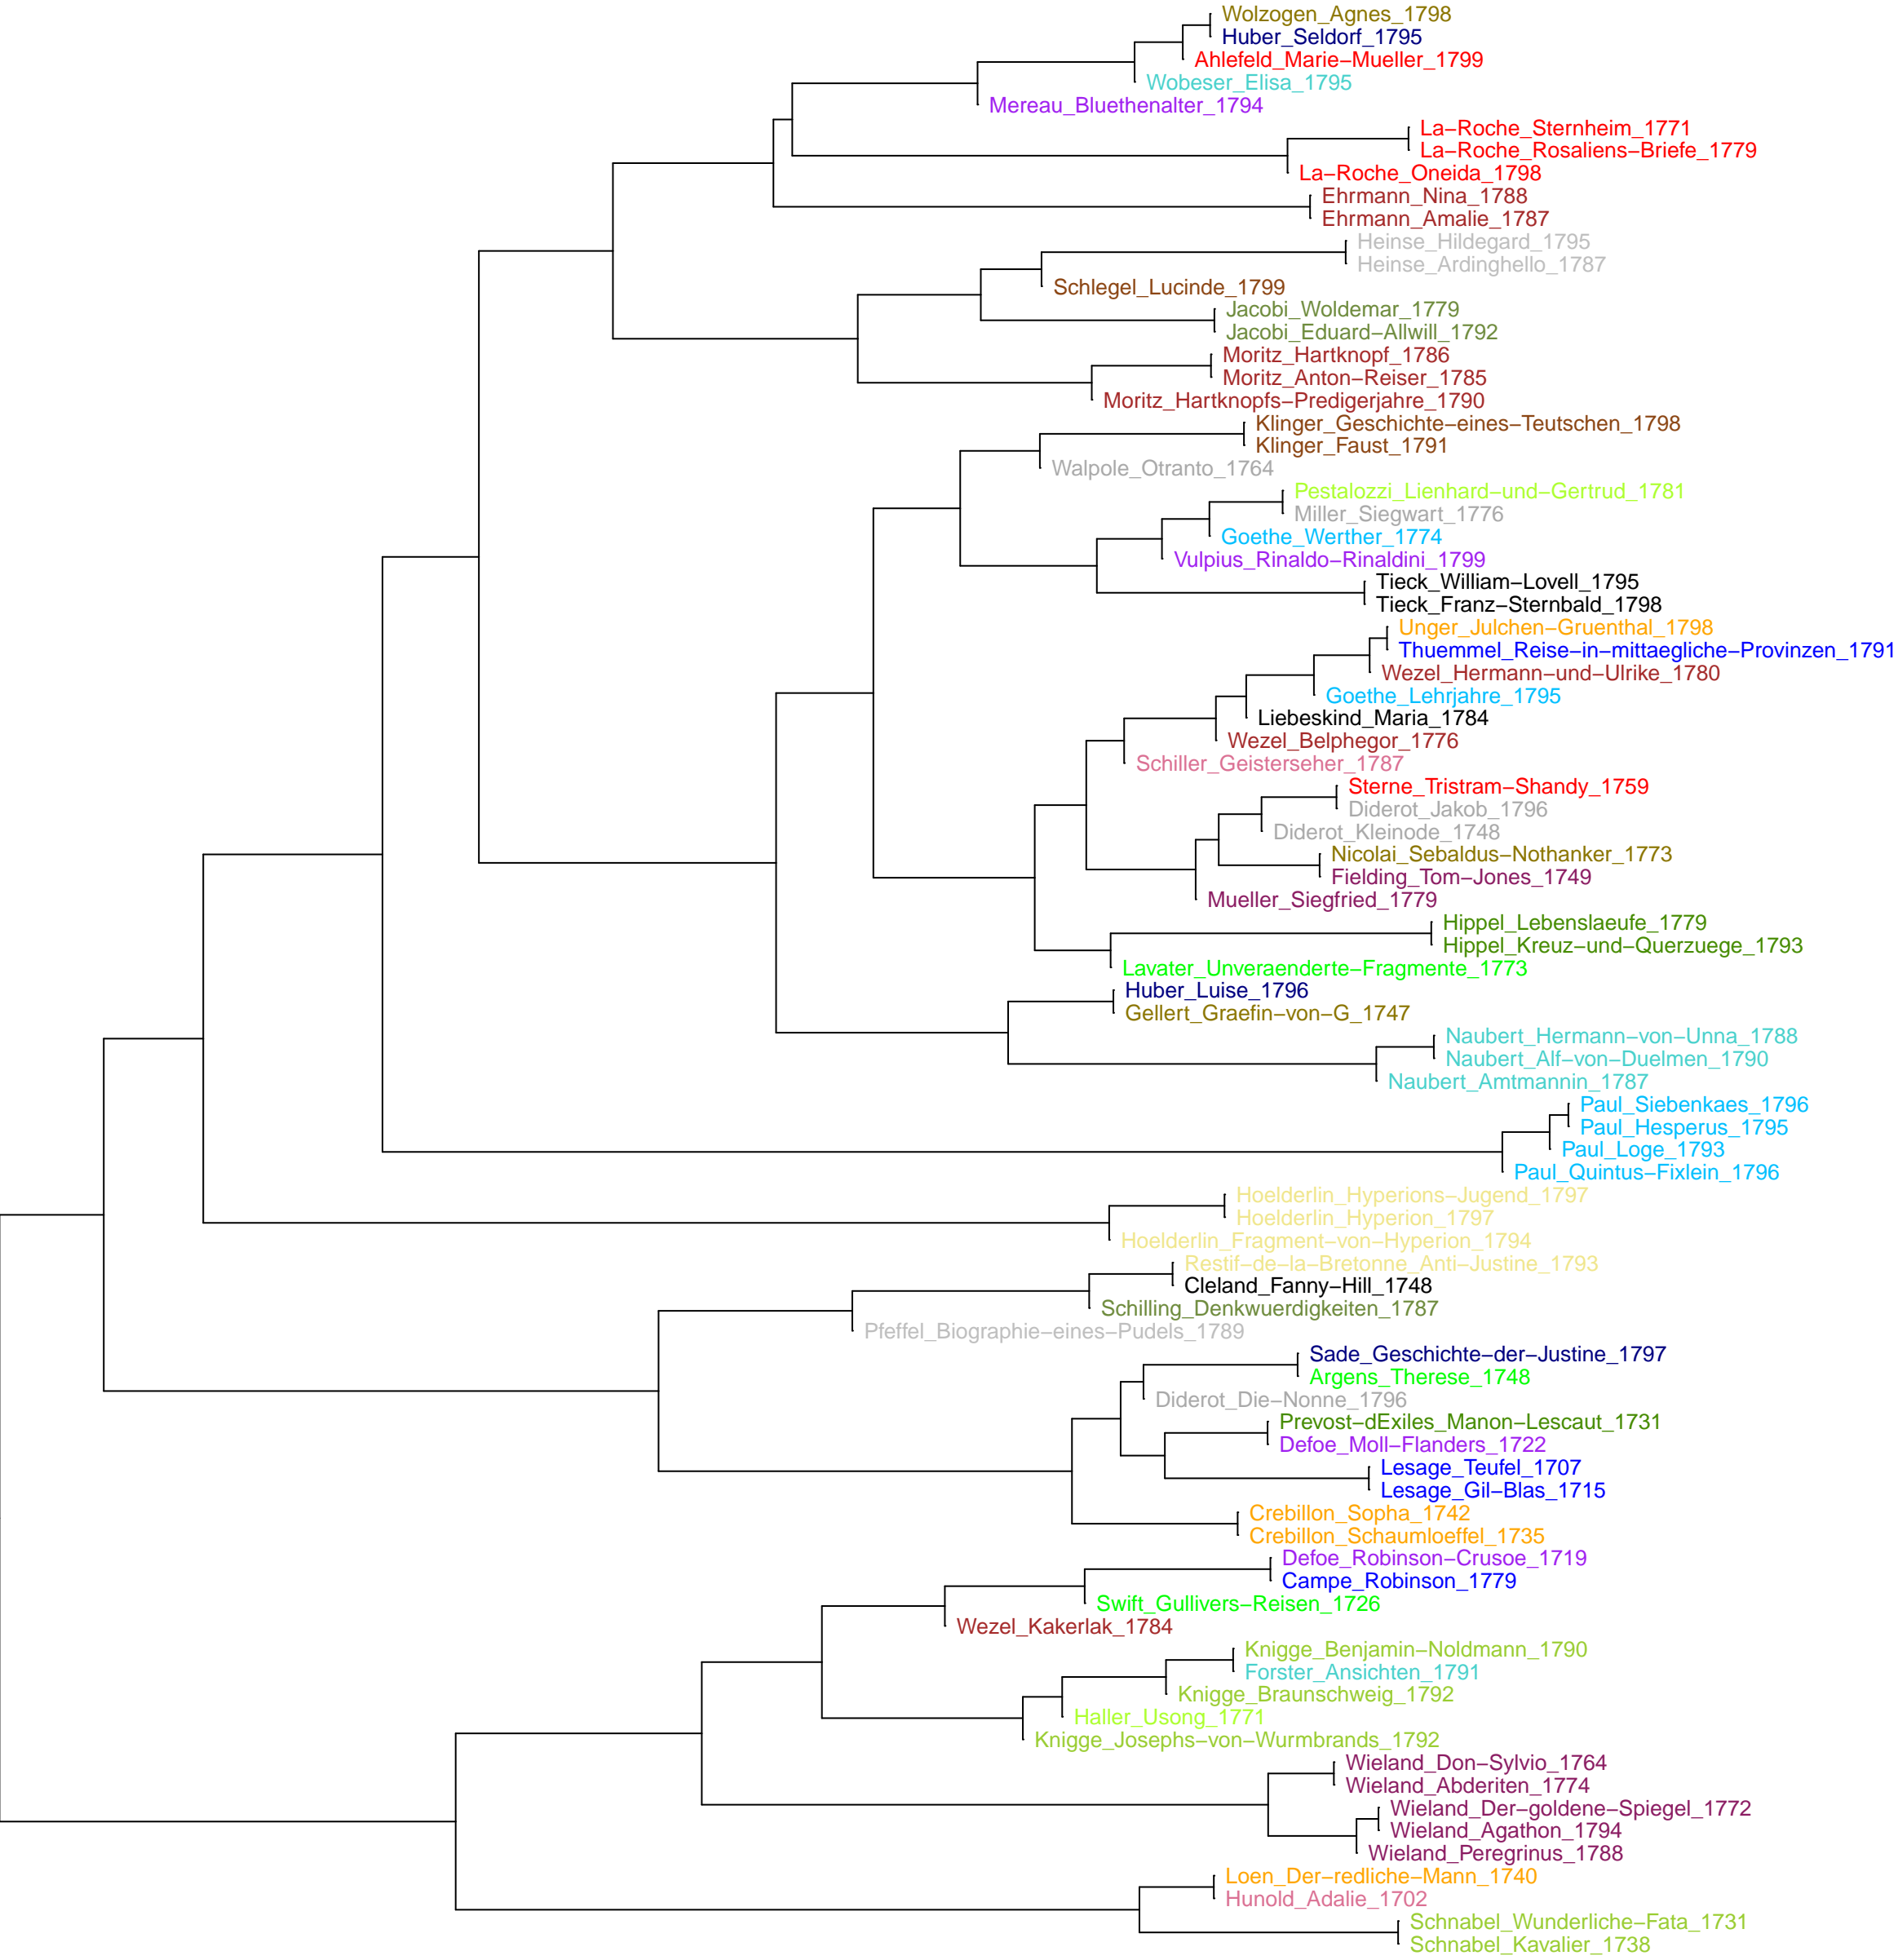 Wolzogen_Agnes_1798
Huber_Seldorf_1795
Ahlefeld_Marie−Mueller_1799
Wobeser_Elisa_1795
Mereau_Bluethenalter_1794
La−Roche_Sternheim_1771
La−Roche_Rosaliens−Briefe_1779
La−Roche_Oneida_1798
Ehrmann_Nina_1788
Ehrmann_Amalie_1787
Heinse_Hildegard_1795
Heinse_Ardinghello_1787
Schlegel_Lucinde_1799
Jacobi_Woldemar_1779
Jacobi_Eduard−Allwill_1792
Moritz_Hartknopf_1786
Moritz_Anton−Reiser_1785
Moritz_Hartknopfs−Predigerjahre_1790
Klinger_Geschichte−eines−Teutschen_1798
Klinger_Faust_1791
Walpole_Otranto_1764
Pestalozzi_Lienhard−und−Gertrud_1781
Miller_Siegwart_1776
Goethe_Werther_1774
Vulpius_Rinaldo−Rinaldini_1799
Tieck_William−Lovell_1795
Tieck_Franz−Sternbald_1798
Unger_Julchen−Gruenthal_1798
Thuemmel_Reise−in−mittaegliche−Provinzen_1791
Wezel_Hermann−und−Ulrike_1780
Goethe_Lehrjahre_1795
Liebeskind_Maria_1784
Wezel_Belphegor_1776
Schiller_Geisterseher_1787
Sterne_Tristram−Shandy_1759
Diderot_Jakob_1796
Diderot_Kleinode_1748
Nicolai_Sebaldus−Nothanker_1773
Fielding_Tom−Jones_1749
Mueller_Siegfried_1779
Hippel_Lebenslaeufe_1779
Hippel_Kreuz−und−Querzuege_1793
Lavater_Unveraenderte−Fragmente_1773
Huber_Luise_1796
Gellert_Graefin−von−G_1747
Naubert_Hermann−von−Unna_1788
Naubert_Alf−von−Duelmen_1790
Naubert_Amtmannin_1787
Paul_Siebenkaes_1796
Paul_Hesperus_1795
Paul_Loge_1793
Paul_Quintus−Fixlein_1796
Hoelderlin_Hyperions−Jugend_1797
Hoelderlin_Hyperion_1797
Hoelderlin_Fragment−von−Hyperion_1794
Restif−de−la−Bretonne_Anti−Justine_1793
Cleland_Fanny−Hill_1748
Schilling_Denkwuerdigkeiten_1787
Pfeffel_Biographie−eines−Pudels_1789
Sade_Geschichte−der−Justine_1797
Argens_Therese_1748
Diderot_Die−Nonne_1796
Prevost−dExiles_Manon−Lescaut_1731
Defoe_Moll−Flanders_1722
Lesage_Teufel_1707
Lesage_Gil−Blas_1715
Crebillon_Sopha_1742
Crebillon_Schaumloeffel_1735
Defoe_Robinson−Crusoe_1719
Campe_Robinson_1779
Swift_Gullivers−Reisen_1726
Wezel_Kakerlak_1784
Knigge_Benjamin−Noldmann_1790
Forster_Ansichten_1791
Knigge_Braunschweig_1792
Haller_Usong_1771
Knigge_Josephs−von−Wurmbrands_1792
Wieland_Don−Sylvio_1764
Wieland_Abderiten_1774
Wieland_Der−goldene−Spiegel_1772
Wieland_Agathon_1794
Wieland_Peregrinus_1788
Loen_Der−redliche−Mann_1740
Hunold_Adalie_1702
Schnabel_Wunderliche−Fata_1731
Schnabel_Kavalier_1738